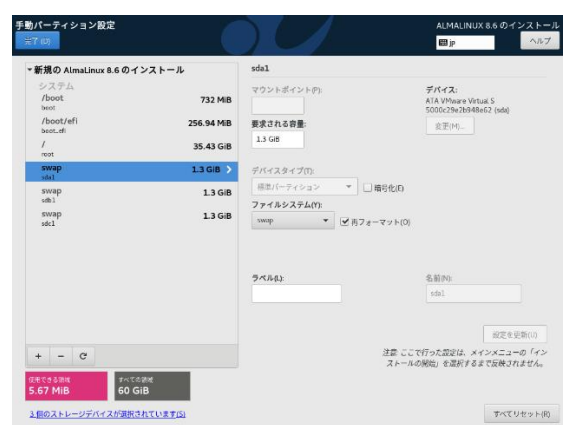 手動パーティション設定
完了(D)
ALMALINUX 8.6 のインストール
jp
ヘルプ
新規の AlmaLinux 8.6 のインストール
システム
/boot
boot
732 MiB
/boot/efi
boot_efi
256.94 MiB
/
root
35.43 GiB
swap
sda1
1.3 GiB
swap
sdb1
1.3 GiB
swap
sdc1
1.3 GiB
+ − C
使用できる領域
5.67 MiB
すべての領域
60 GiB
3 個のストレージデバイスが選択されています(S)
sda1
マウントポイント(P):
要求される容量:
1.3 GiB
デバイス:
ATA VMware Virtual S
5000c29e2b948e62 (sda)
変更(M)...
デバイスタイプ(T):
標準パーティション
暗号化(E)
ファイルシステム(Y):
swap
再フォーマット(O)
ラベル(L):
名前(N):
sda1
設定を更新(U)
注意: ここで行った設定は、メインメニューの「イン
ストールの開始」を選択するまで反映されません。
すべてリセット(R)